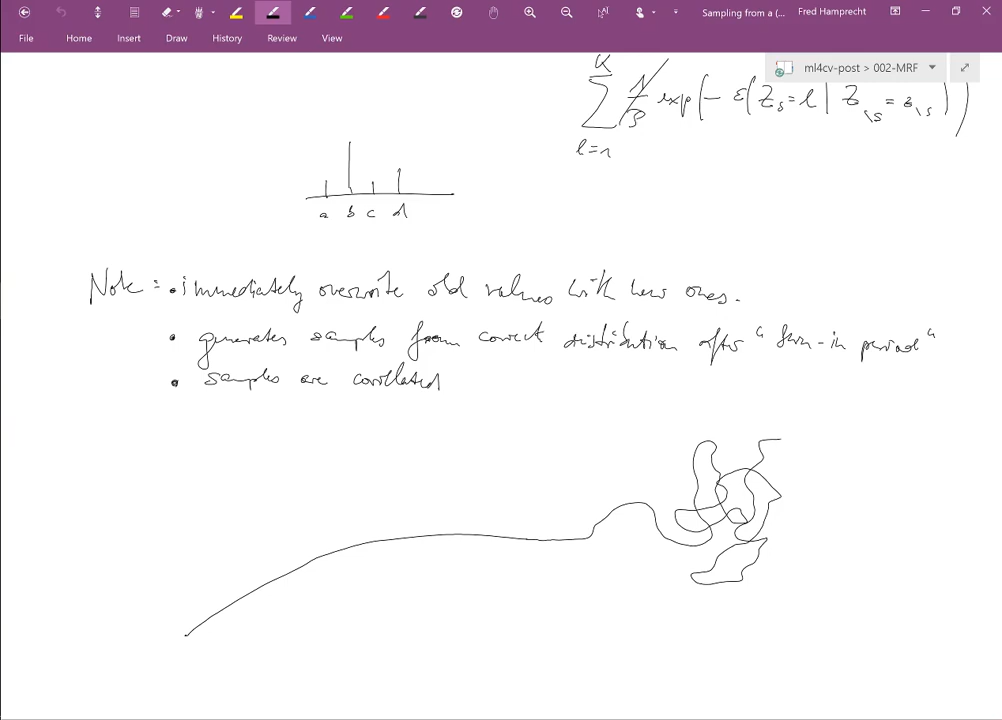 Sampling from a (... Fred Hamprecht
File Home Insert Draw History Review View
ml4cv-post > 002-MRF
K
∑ exp(- ε(Z_s = l | Z_\s = z_\s))
l=1
a b c d
Note: • immediately overwrite old values with new ones.
• generates samples from correct distribution after "burn-in period"
• samples are correlated